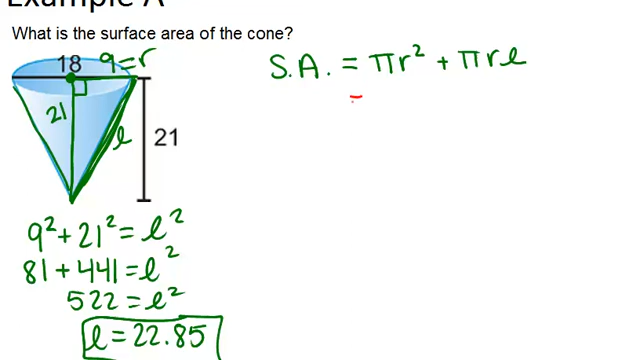 Example A
What is the surface area of the cone?
18 9=r
S.A. = πr² + πrl
=
21
l
21
9² + 21² = l²
81 + 441 = l²
522 = l²
l = 22.85